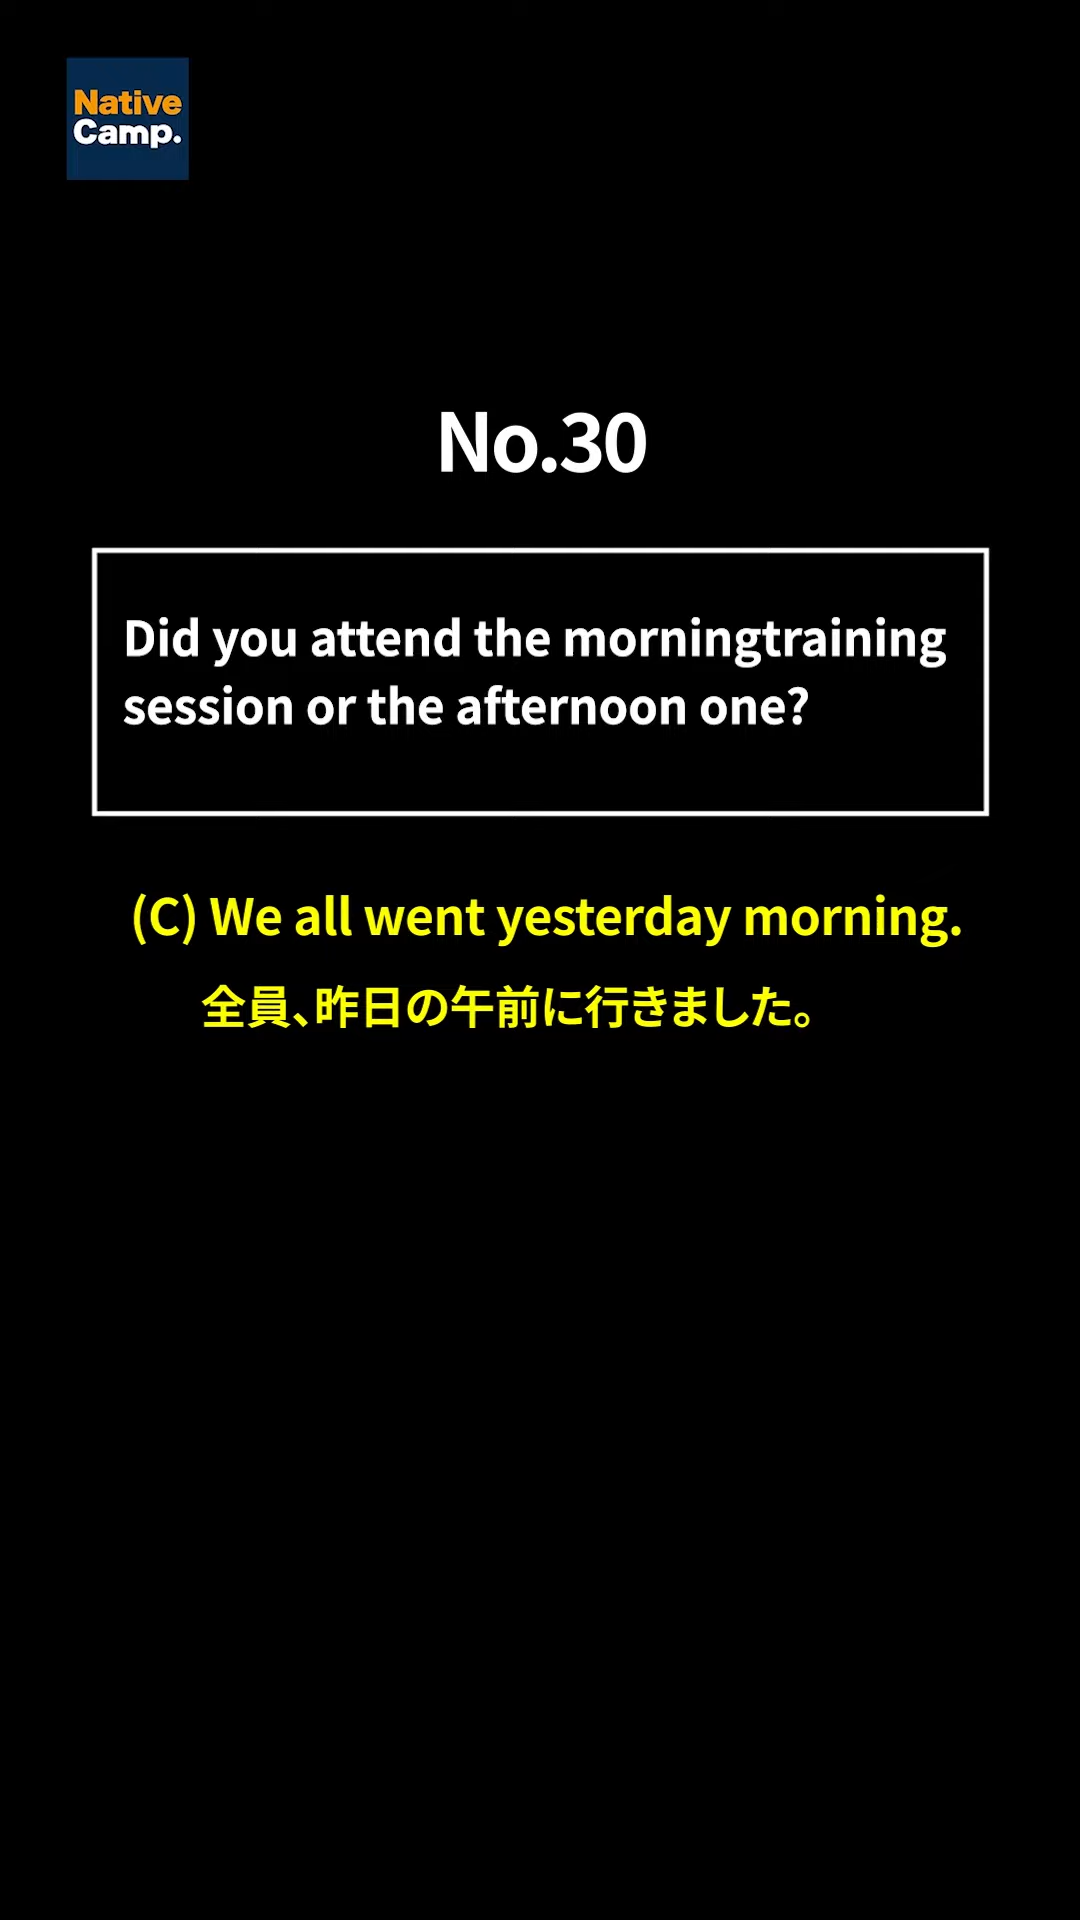 Native
Camp.
No.30
Did you attend the morningtraining
session or the afternoon one?
(C) We all went yesterday morning.
全員、昨日の午前に行きました。